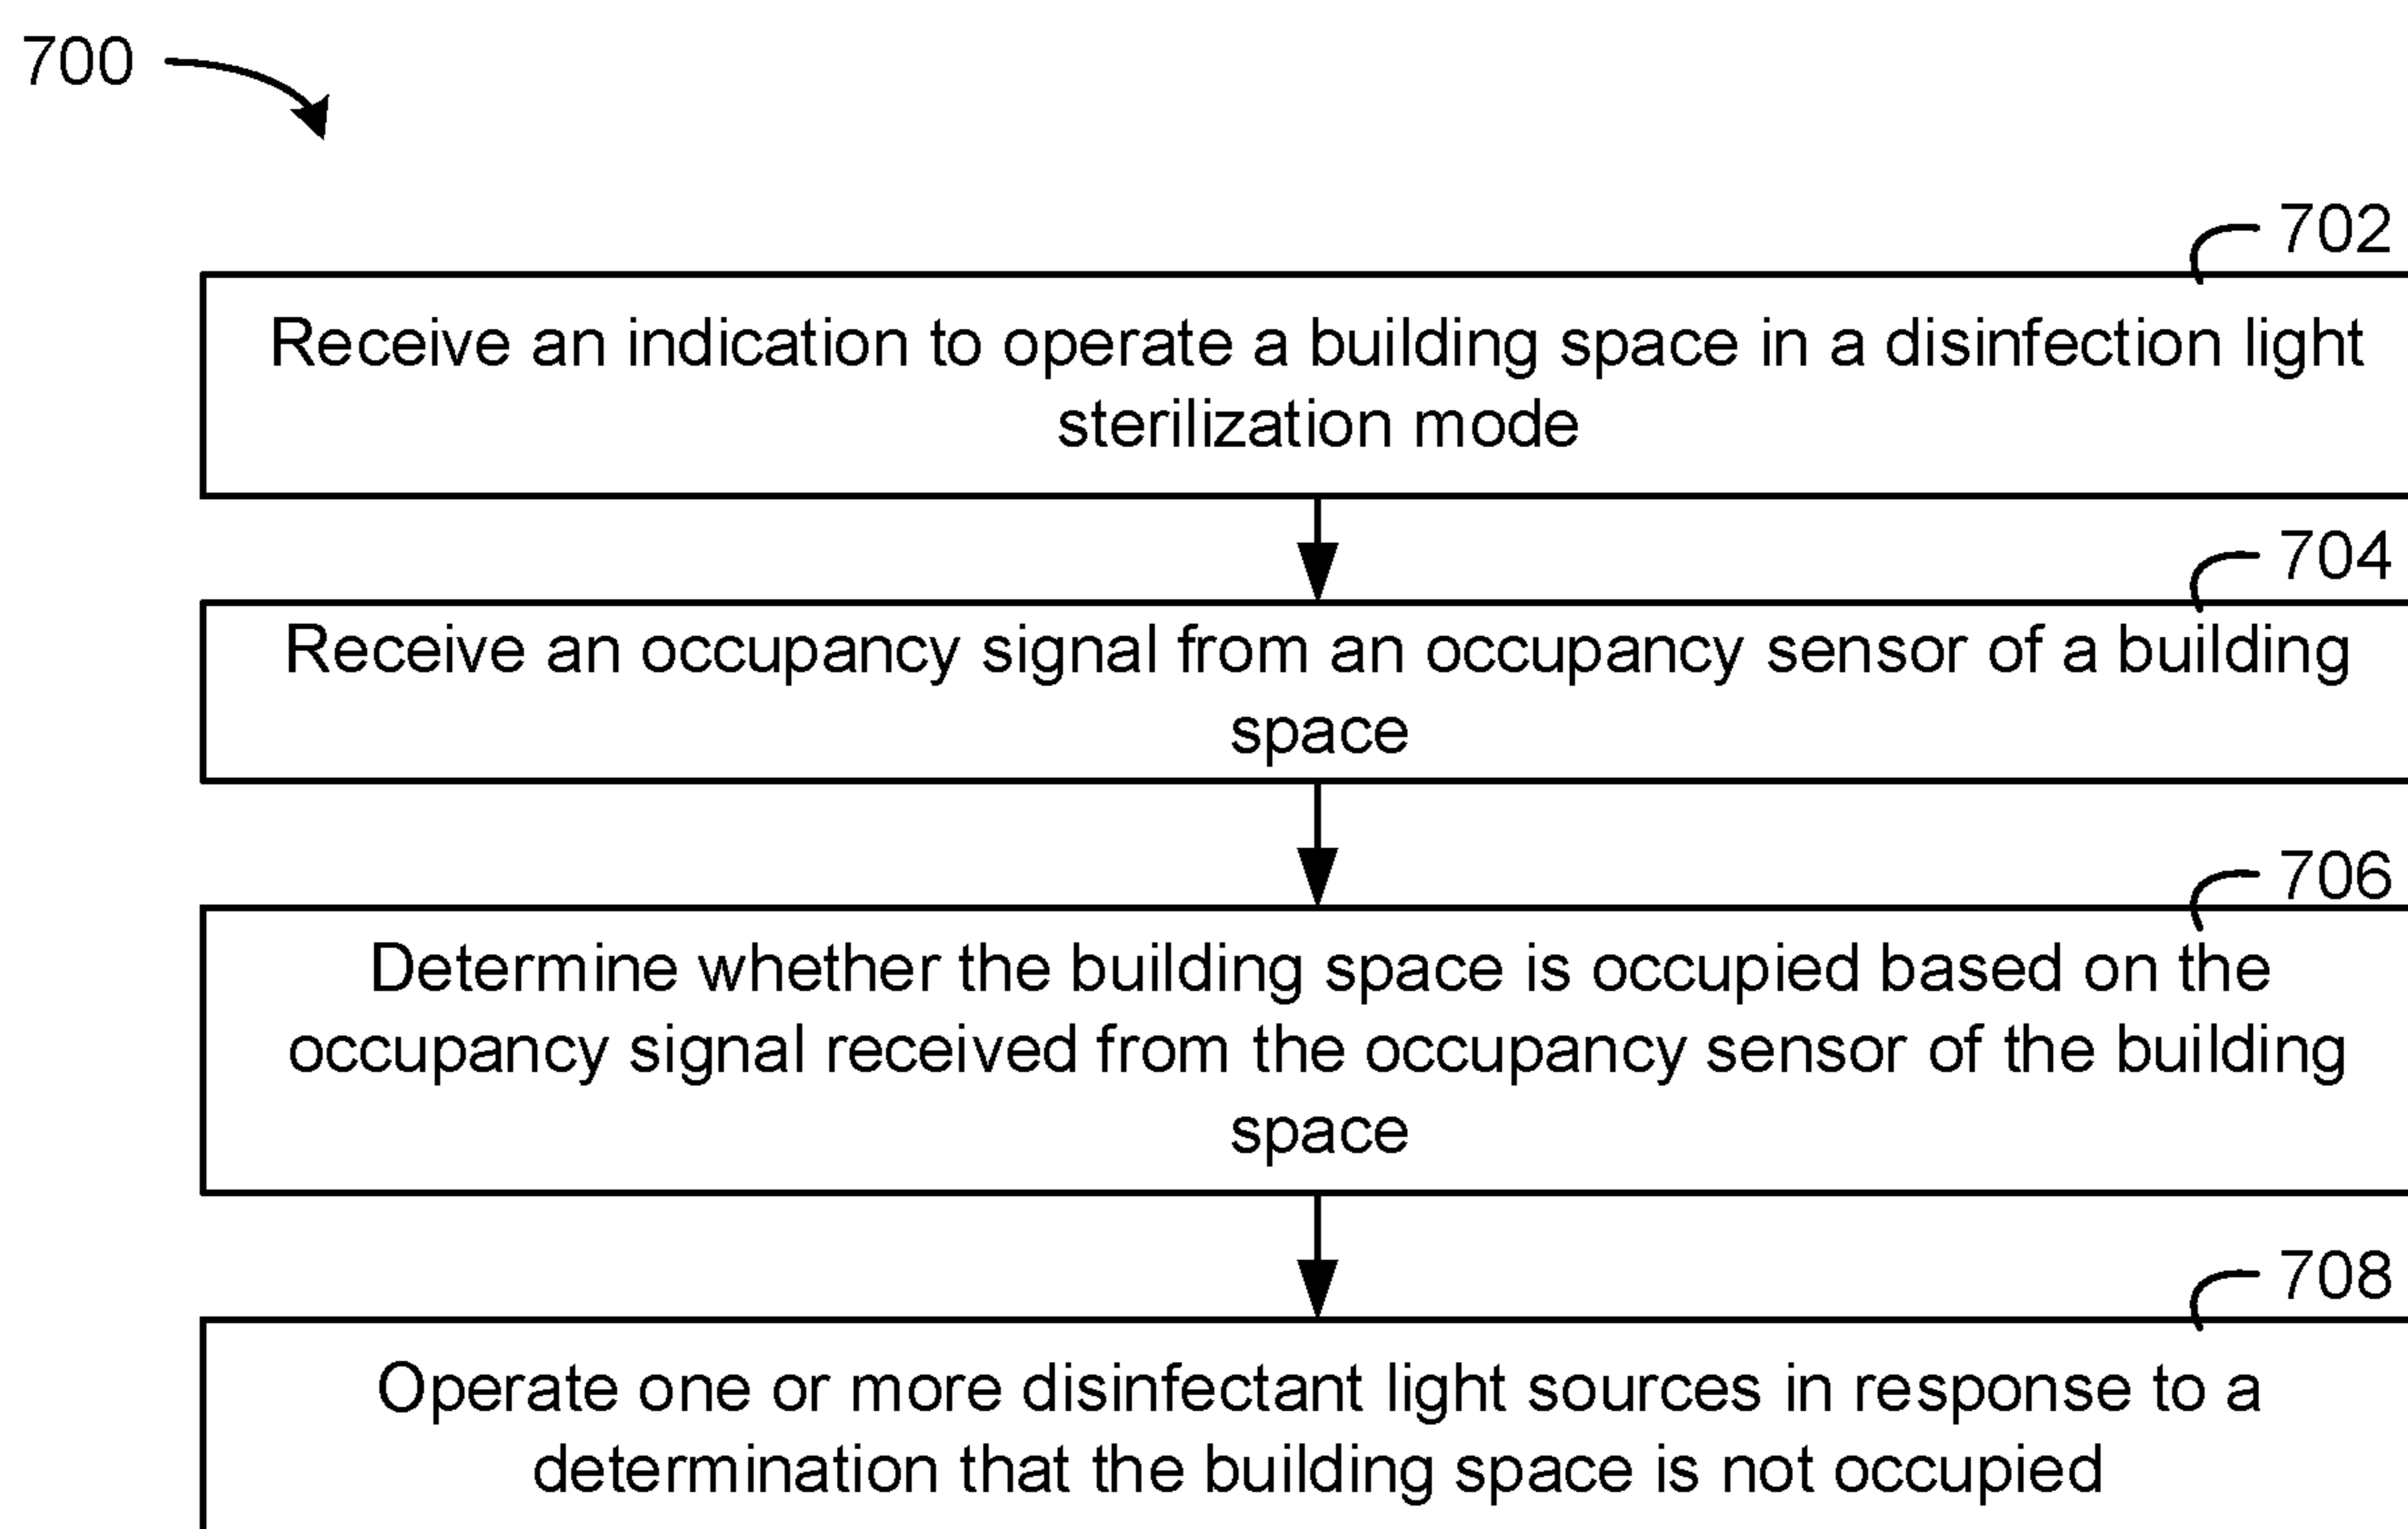 700
702
Receive an indication to operate a building space in a disinfection light
sterilization mode
704
Receive an occupancy signal from an occupancy sensor of a building
space
706
Determine whether the building space is occupied based on the
occupancy signal received from the occupancy sensor of the building
space
708
Operate one or more disinfectant light sources in response to a
determination that the building space is not occupied